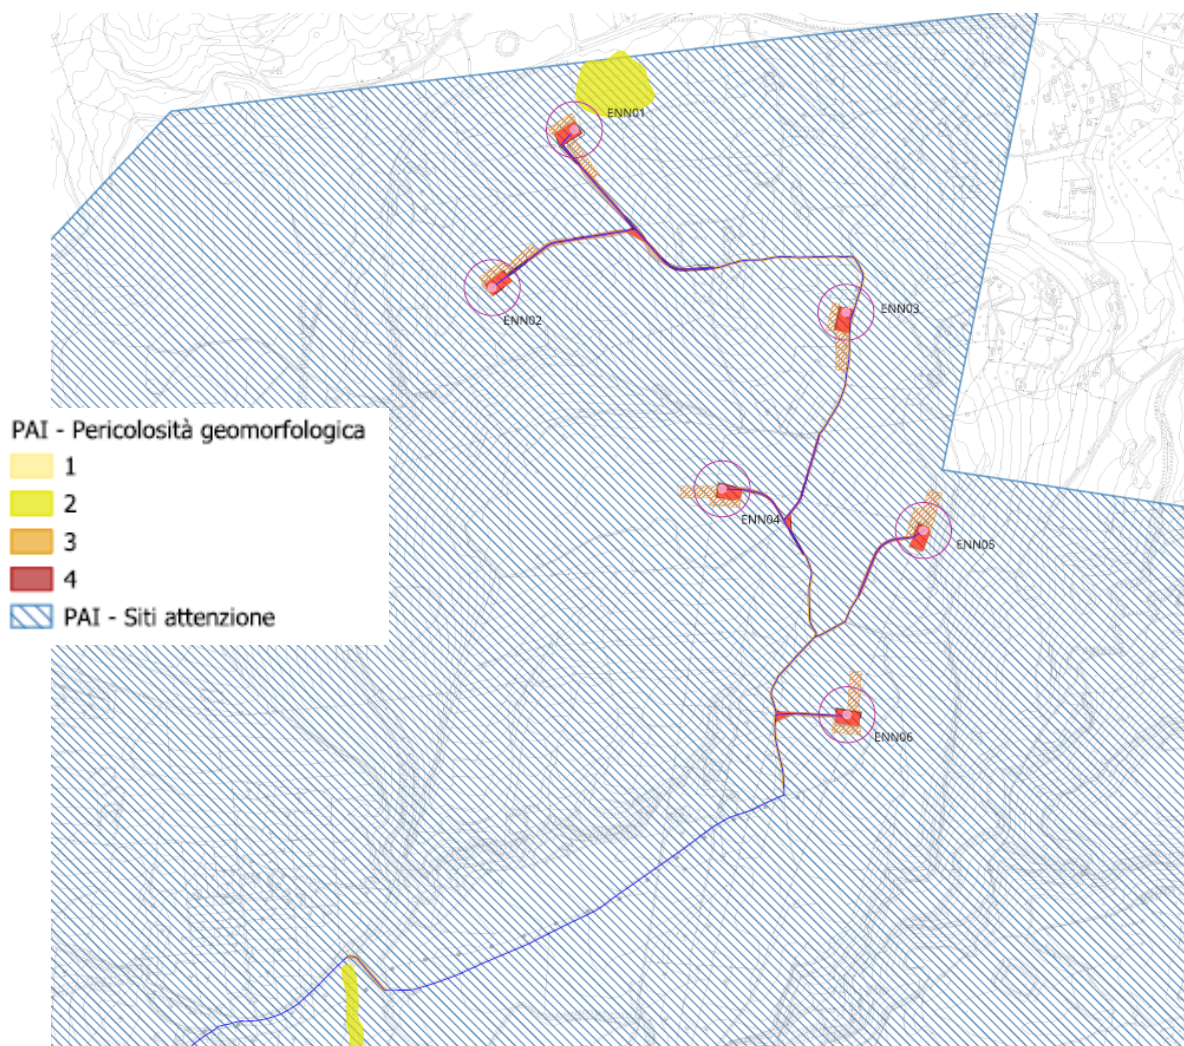 ENN01
ENN02
ENN03
PAI - Pericolosità geomorfologica
1
2
3
4
PAI - Siti attenzione
ENN04
ENN05
ENN06